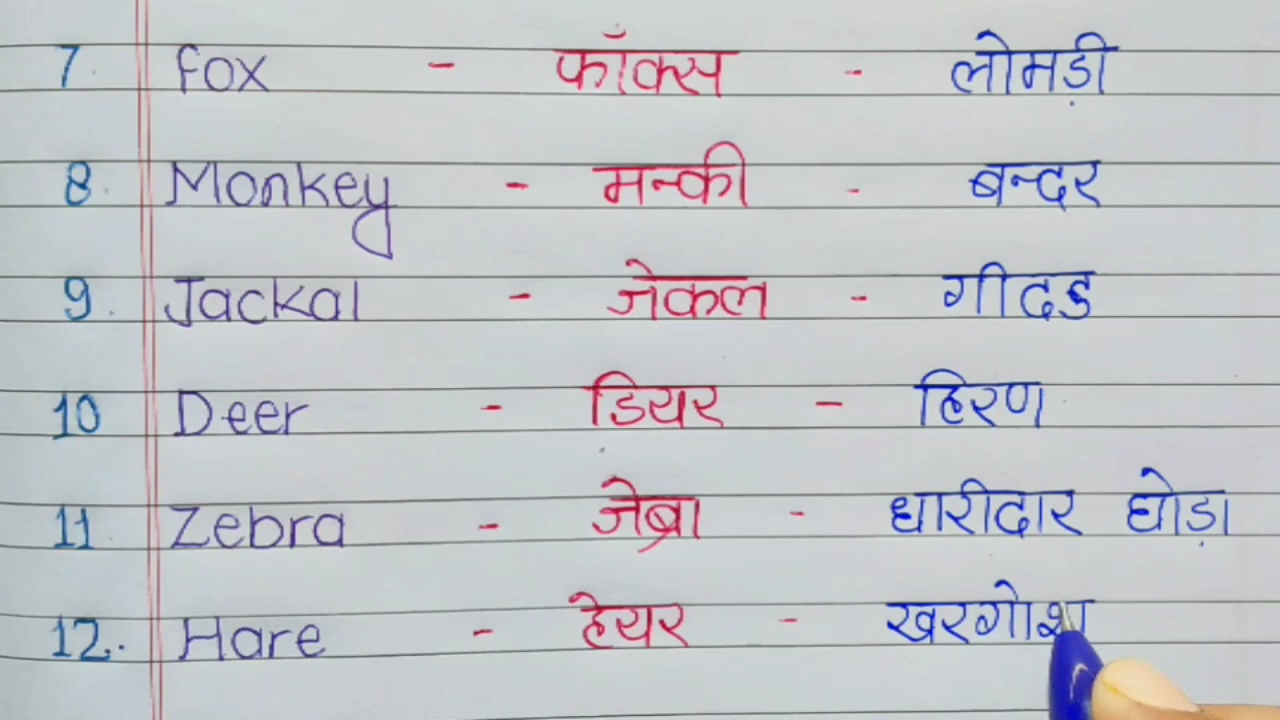 7. fox - फॉक्स - लोमड़ी
8. Monkey - मन्की - बन्दर
9. Jackal - जेकल - गीदड
10 Deer - डियर - हिरण
11 Zebra - जेब्रा - धारीदार घोड़ा
12. Hare - हेयर - खरगोश